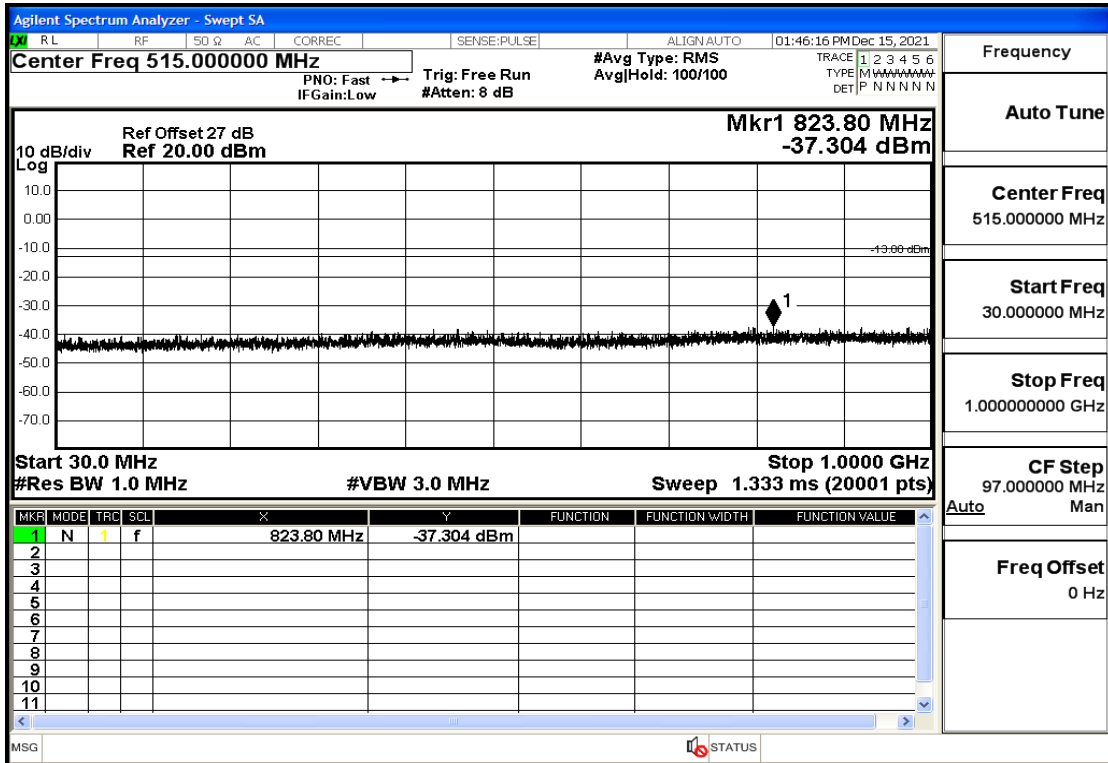 Agilent Spectrum Analyzer - Swept SA
LXI RL RF 50 Ω AC CORREC SENSE:PULSE ALIGN AUTO 01:46:16 PM Dec 15, 2021
Center Freq 515.000000 MHz
PNO: Fast
IFGain:Low
Trig: Free Run
#Atten: 8 dB
#Avg Type: RMS
Avg|Hold: 100/100
TRACE 1 2 3 4 5 6
TYPE M WWWWW
DET P N N N N N
Ref Offset 27 dB
10 dB/div Ref 20.00 dBm
Log
Mkr1 823.80 MHz
-37.304 dBm
10.0
0.00
-10.0
-13.00 dBm
-20.0
-30.0
1
-40.0
-50.0
-60.0
-70.0
Start 30.0 MHz Stop 1.0000 GHz
#Res BW 1.0 MHz #VBW 3.0 MHz Sweep 1.333 ms (20001 pts)
MKR MODE TRC SCL X Y FUNCTION FUNCTION WIDTH FUNCTION VALUE
1 N 1 f 823.80 MHz -37.304 dBm
2
3
4
5
6
7
8
9
10
11
MSG STATUS
Frequency
Auto Tune
Center Freq
515.000000 MHz
Start Freq
30.000000 MHz
Stop Freq
1.000000000 GHz
CF Step
97.000000 MHz
Auto Man
Freq Offset
0 Hz